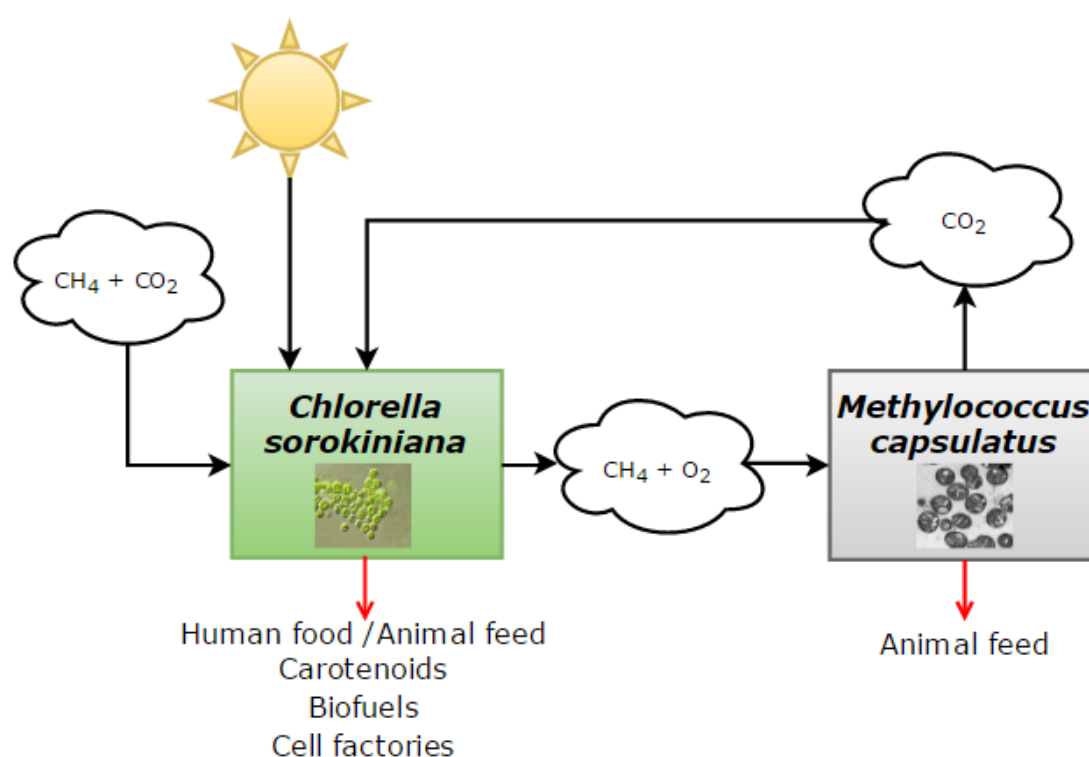 CO₂
CH₄ + CO₂
Chlorella
sorokiniana
Methylococcus
capsulatus
CH₄ + O₂
Human food /Animal feed
Carotenoids
Biofuels
Cell factories
Animal feed